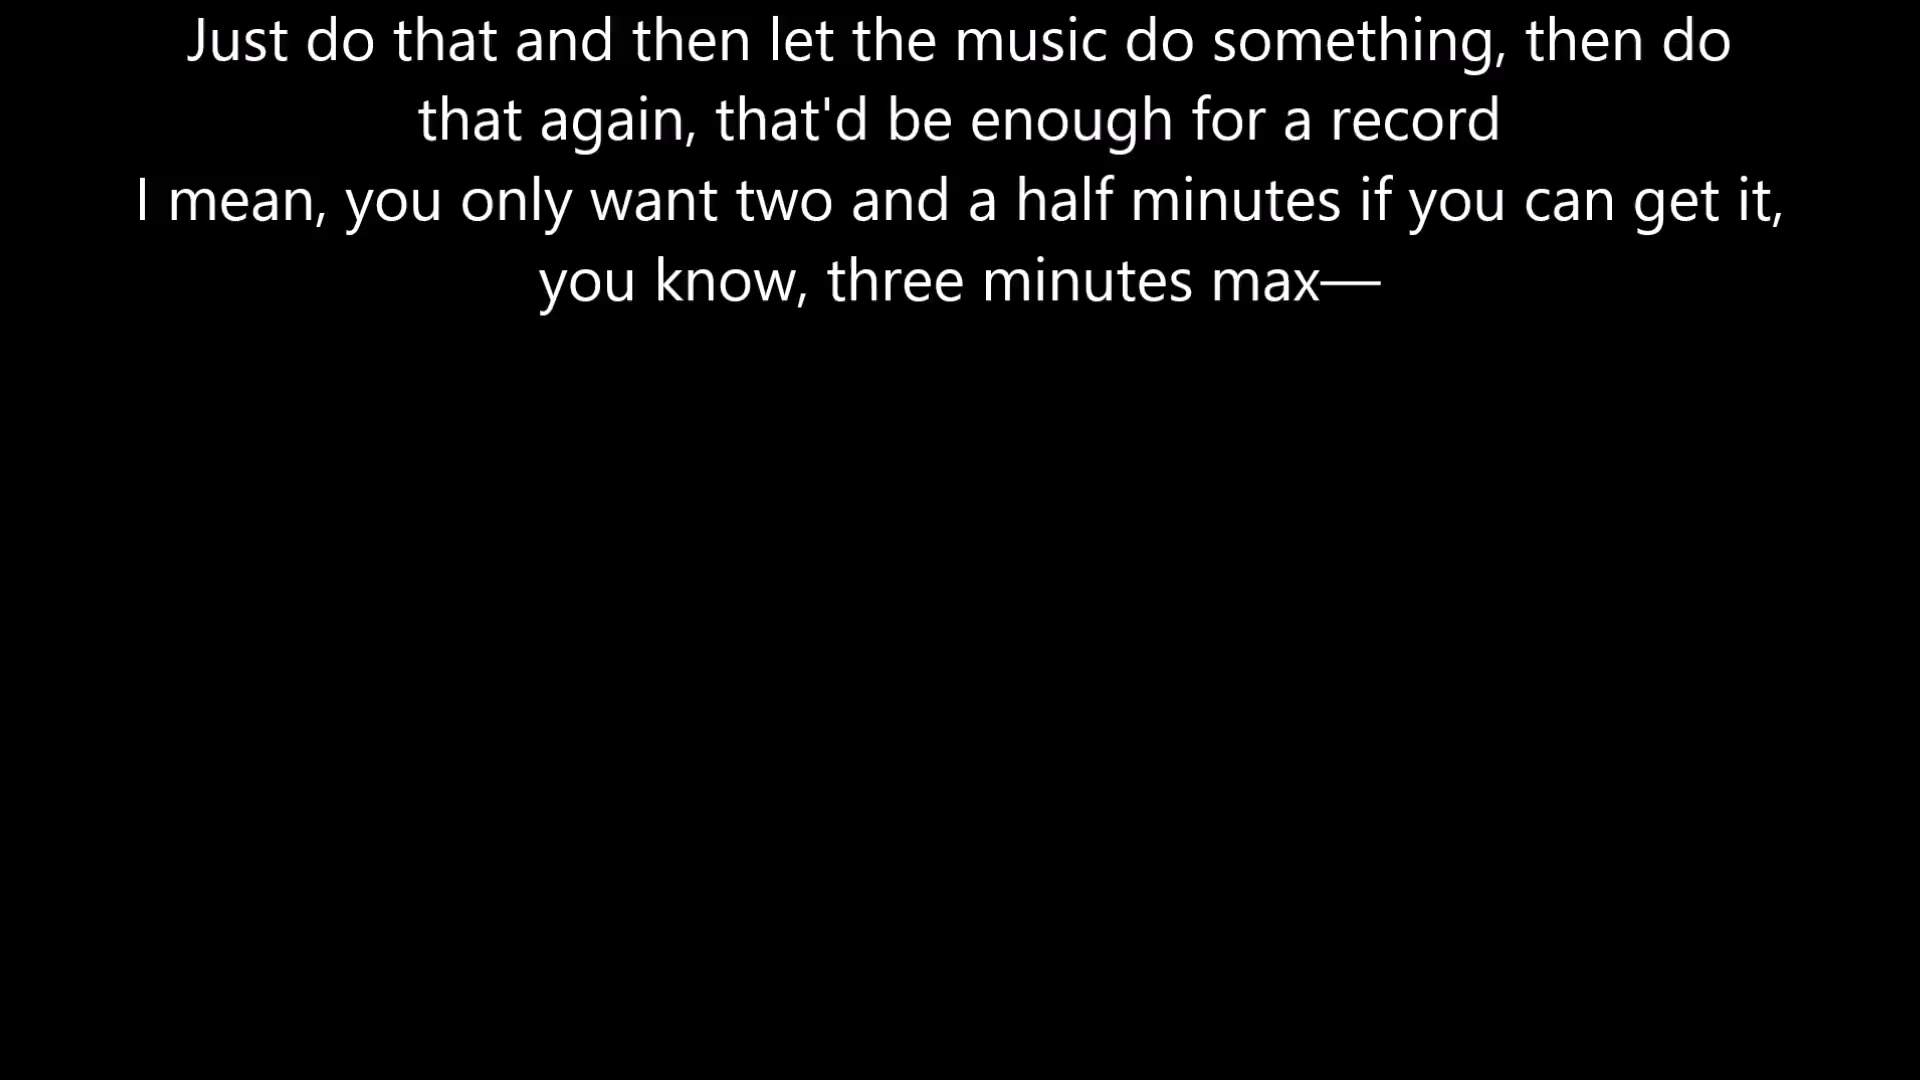 Just do that and then let the music do something, then do
that again, that'd be enough for a record
I mean, you only want two and a half minutes if you can get it,
you know, three minutes max—